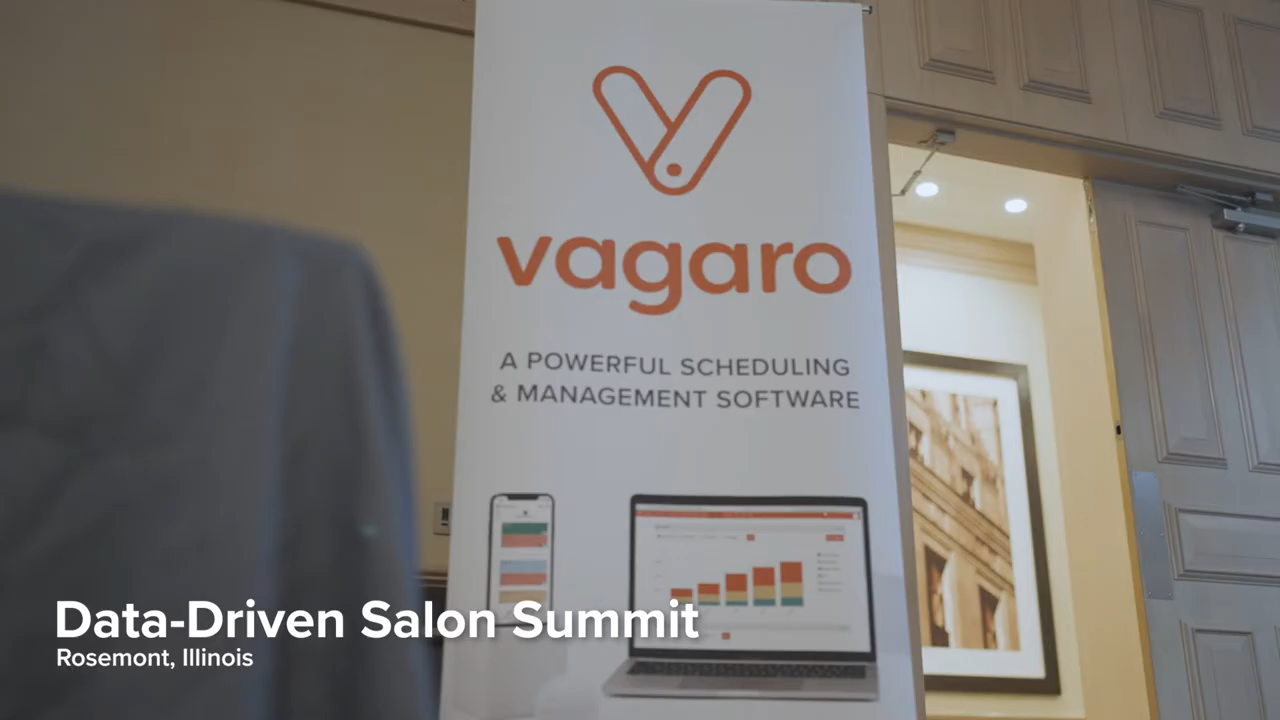 vagaro
A POWERFUL SCHEDULING
& MANAGEMENT SOFTWARE
Data-Driven Salon Summit
Rosemont, Illinois